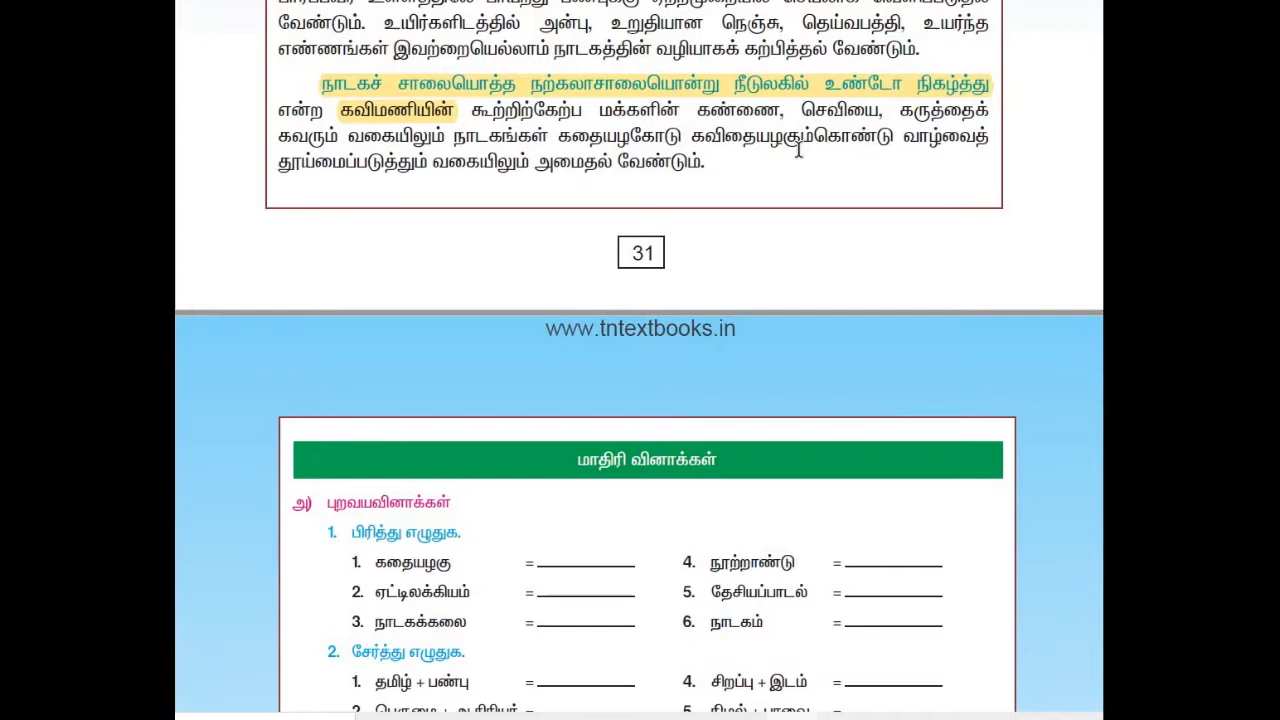 வேண்டும். உயிர்களிடத்தில் அன்பு, உறுதியான நெஞ்சு, தெய்வபத்தி, உயர்ந்த
எண்ணங்கள் இவற்றையெல்லாம் நாடகத்தின் வழியாகக் கற்பித்தல் வேண்டும்.
நாடகச் சாலையொத்த நற்கலாசாலையொன்று நீடுலகில் உண்டோ நிகழ்த்து
என்ற கவிமணியின் கூற்றிற்கேற்ப மக்களின் கண்ணை, செவியை, கருத்தைக்
கவரும் வகையிலும் நாடகங்கள் கதையழகோடு கவிதையழகும்கொண்டு வாழ்வைத்
தூய்மைப்படுத்தும் வகையிலும் அமைதல் வேண்டும்.
31
www.tntextbooks.in
மாதிரி வினாக்கள்
அ) புறவயவினாக்கள்
1. பிரித்து எழுதுக.
1. கதையழகு = 4. நூற்றாண்டு =
2. ஏட்டிலக்கியம் = 5. தேசியப்பாடல் =
3. நாடகக்கலை = 6. நாடகம் =
2. சேர்த்து எழுதுக.
1. தமிழ் + பண்பு = 4. சிறப்பு + இடம் =